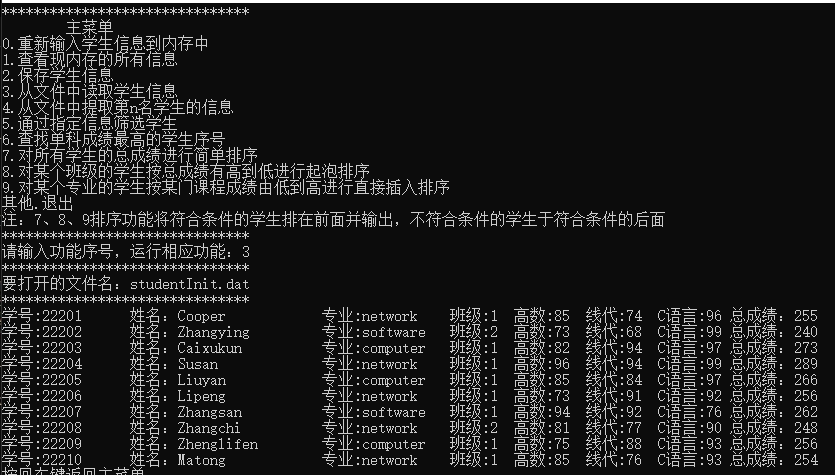 *******************************
主菜单
0.重新输入学生信息到内存中
1.查看现内存的所有信息
2.保存学生信息
3.从文件中读取学生信息
4.从文件中提取第n名学生的信息
5.通过指定信息筛选学生
6.查找单科成绩最高的学生序号
7.对所有学生的总成绩进行简单排序
8.对某个班级的学生按总成绩有高到低进行起泡排序
9.对某个专业的学生按某门课程成绩由低到高进行直接插入排序
其他.退出
注: 7、8、9排序功能将符合条件的学生排在前面并输出，不符合条件的学生于符合条件的后面
*******************************
请输入功能序号，运行相应功能: 3
*******************************
要打开的文件名: studentInit.dat
*******************************
学号:22201 姓名: Cooper 专业:network 班级:1 高数:85 线代:74 C语言:96 总成绩: 255
学号:22202 姓名: Zhangying 专业:software 班级:2 高数:73 线代:68 C语言:99 总成绩: 240
学号:22203 姓名: Caixukun 专业:computer 班级:1 高数:82 线代:94 C语言:97 总成绩: 273
学号:22204 姓名: Susan 专业:network 班级:1 高数:96 线代:94 C语言:99 总成绩: 289
学号:22205 姓名: Liuyan 专业:computer 班级:1 高数:85 线代:84 C语言:97 总成绩: 266
学号:22206 姓名: Lipeng 专业:network 班级:1 高数:73 线代:91 C语言:92 总成绩: 256
学号:22207 姓名: Zhangsan 专业:software 班级:1 高数:94 线代:92 C语言:76 总成绩: 262
学号:22208 姓名: Zhangchi 专业:network 班级:2 高数:81 线代:77 C语言:90 总成绩: 248
学号:22209 姓名: Zhenglifen 专业:computer 班级:1 高数:75 线代:88 C语言:93 总成绩: 256
学号:22210 姓名: Matong 专业:network 班级:1 高数:85 线代:76 C语言:93 总成绩: 254
按回车键返回主菜单